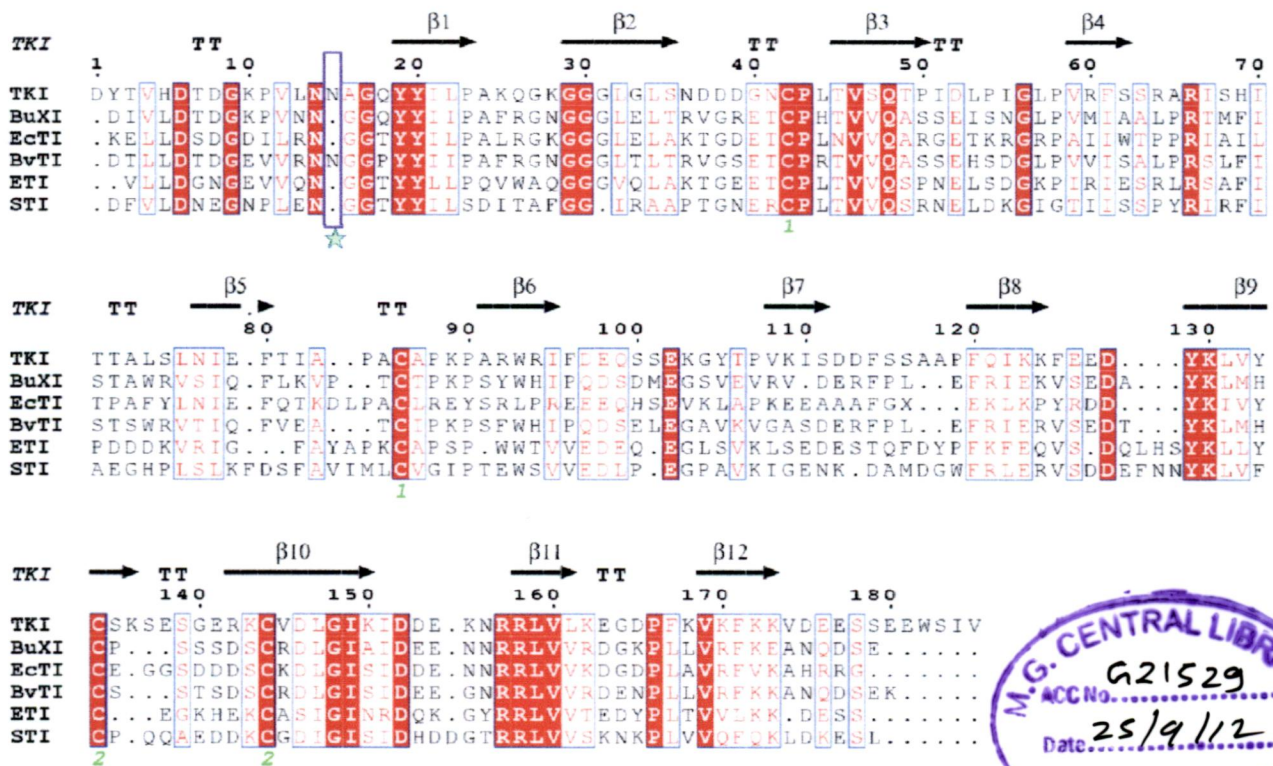 β1 β2 β3 β4
TKI TT TT TT
1 10 20 30 40 50 60 70
TKI DYTVHDTDGKPVLNNAGQYYILPAKQGKGGGLGLSNDDDGNCPLTVSQTPIDLPIGLPVRFSSRARISHI
BuXI .DIVLDTDGKPVNN.GGQYYIIPAFRGNGGGLELTRVGRETCPHTVVQASSEISNGLPVMIAALPRTMFI
EcTI .KELLDSDGDILRN.GGPYYILPALRGKGGGLELAKTGDETCPLTVVQARGETKRGRPAIWTPPRIAIL
BvTI .DTLLDTDGEVVRNNGGPYYIIPAFRGNGGGLTLTRVGSETCPRTVVQASSEHSDGLPVVISALPRSLFI
ETI ..VLLDGNGEVVQN.GGTYYLLPQVWAQGGGVQLAKTGEETCPLTVVQSPNELSDGKPIRIESRLRSAFI
STI .DFVLDNEGNPLEN.GGTYYILSDITAFGG.IRAAPTGNERCPLTVVQSRNELDKGIGTIISSPYRIRFI
1
β5 β6 β7 β8 β9
TKI TT TT
80 90 100 110 120 130
TKI TTALSLNIE.FTIA..PACAPKPARWRIFDEQSSEKGYTPVKISDDFSSAAPFQIKKFEED....YKLVY
BuXI STAWRVSIQ.FLKVP..TCTPKPSYWHIPQDSDMEGSVEVRV.DERFPL..EFRIEKVSEDA...YKLMH
EcTI TPAFYLNIE.FQTKDLPACLREYSRLPREEEQHSEVKLAPKEEAAAFGX...EKLKPYRDD....YKIVY
BvTI STSWRVTIQ.FVEA...TCIPKPSFWHIPQDSELEGAVKVGASDERFPL..EFRIERVSEDT...YKLMH
ETI PDDDKVRIG...FAYAPKCAPSP.WWTVVEDEQ.EGLSVKLSEDESTQFDYPFKFEQVSD.QLHSYKLLY
STI AEGHPLSLKFDSFAVIMLCVGIPTEWSVVEDLP.EGPAVKIGENK.DAMDGWFRLERVSDDEFNNYKLVF
1
β10 β11 β12
TKI TT TT
140 150 160 170 180
TKI CSKSESGERKCVDLGIKIDDE.KNRRLVLKEGDPFKVKFKKVDEESSEEWSIV
BuXI CP...SSSDSCRDLGIAIDEE.NNRRLVVRDGKPLLVRFVKANQDSE......
EcTI CE.GGSDDDSCKDLGISIDDE.NNRRLVVKDGDPLAVRFVKAHRRG.......
BvTI CS...STSDSCRDLGISIDEE.GNRRLVVRDENPLLVRFKKANQDSEK.....
ETI C...EGKHEKCASIGINRDQK.GYRRLVVTEDYPLTVVLKK.DESS.......
STI CP.QQAEDDKCGDIGISIDHDDGTRRLVVSKNKPLVVQFQKLDKESL......
2 2
M.G. CENTRAL LIBR
ACC No. G21529
Date 25/9/12